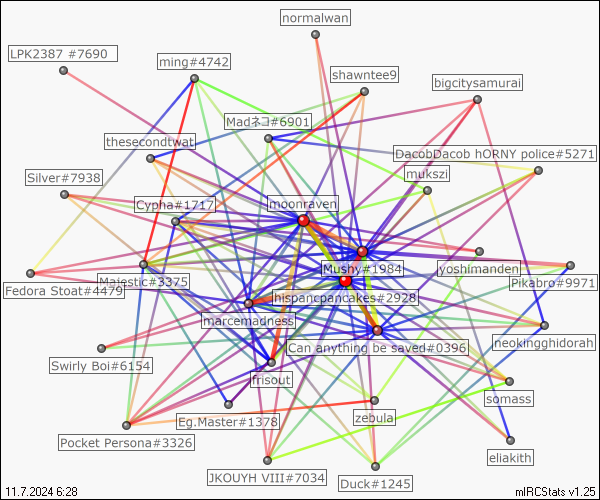 normalwan
LPK2387 #7690
ming#4742
shawntee9
bigcitysamurai
Madネコ#6901
thesecondtwat
DacobDacob hORNY police#5271
Silver#7938
mukszi
Cypha#1717
moonraven
Mushy#1984
yoshimanden
Fedora Stoat#4479
Majestic#3375
hispancpancakes#2928
Pikabro#9971
marcemadness
Can anything be saved#0396
neokingghidorah
Swirly Boi#6154
frisout
somass
Eg.Master#1378
zebula
Pocket Persona#3326
eliakith
JKOUYH VIII#7034
Duck#1245
11.7.2024 6:28
mIRCStats v1.25